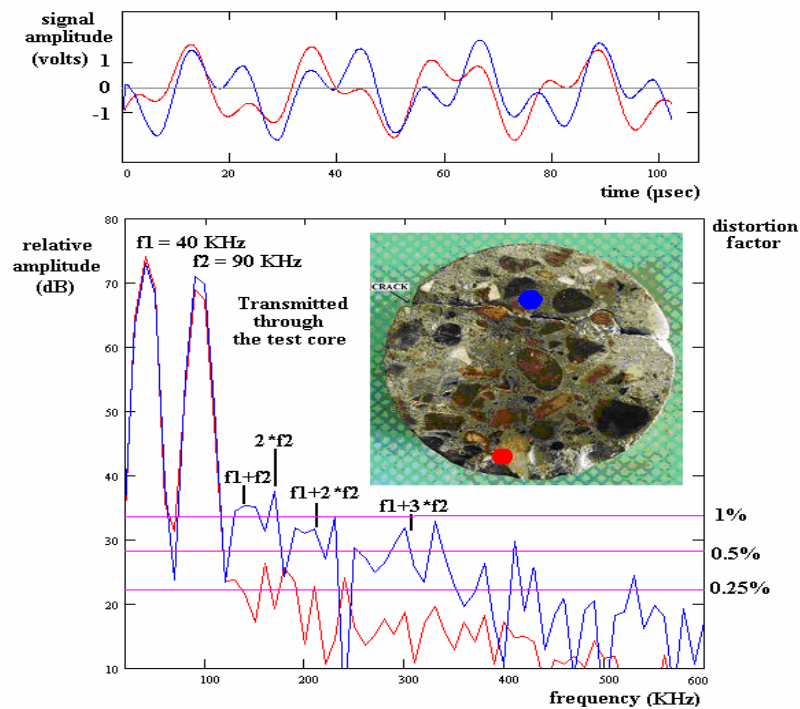 signal
amplitude
(volts)
1
0
-1
0
20
40
60
80
100
time (µsec)
relative
amplitude
(dB)
80
70
60
50
40
30
20
10
f1 = 40 KHz
f2 = 90 KHz
Transmitted
through
the test core
CRACK
distortion
factor
2*f2
f1+f2
f1+2*f2
f1+3*f2
1%
0.5%
0.25%
100
200
300
400
500
600
frequency (KHz)